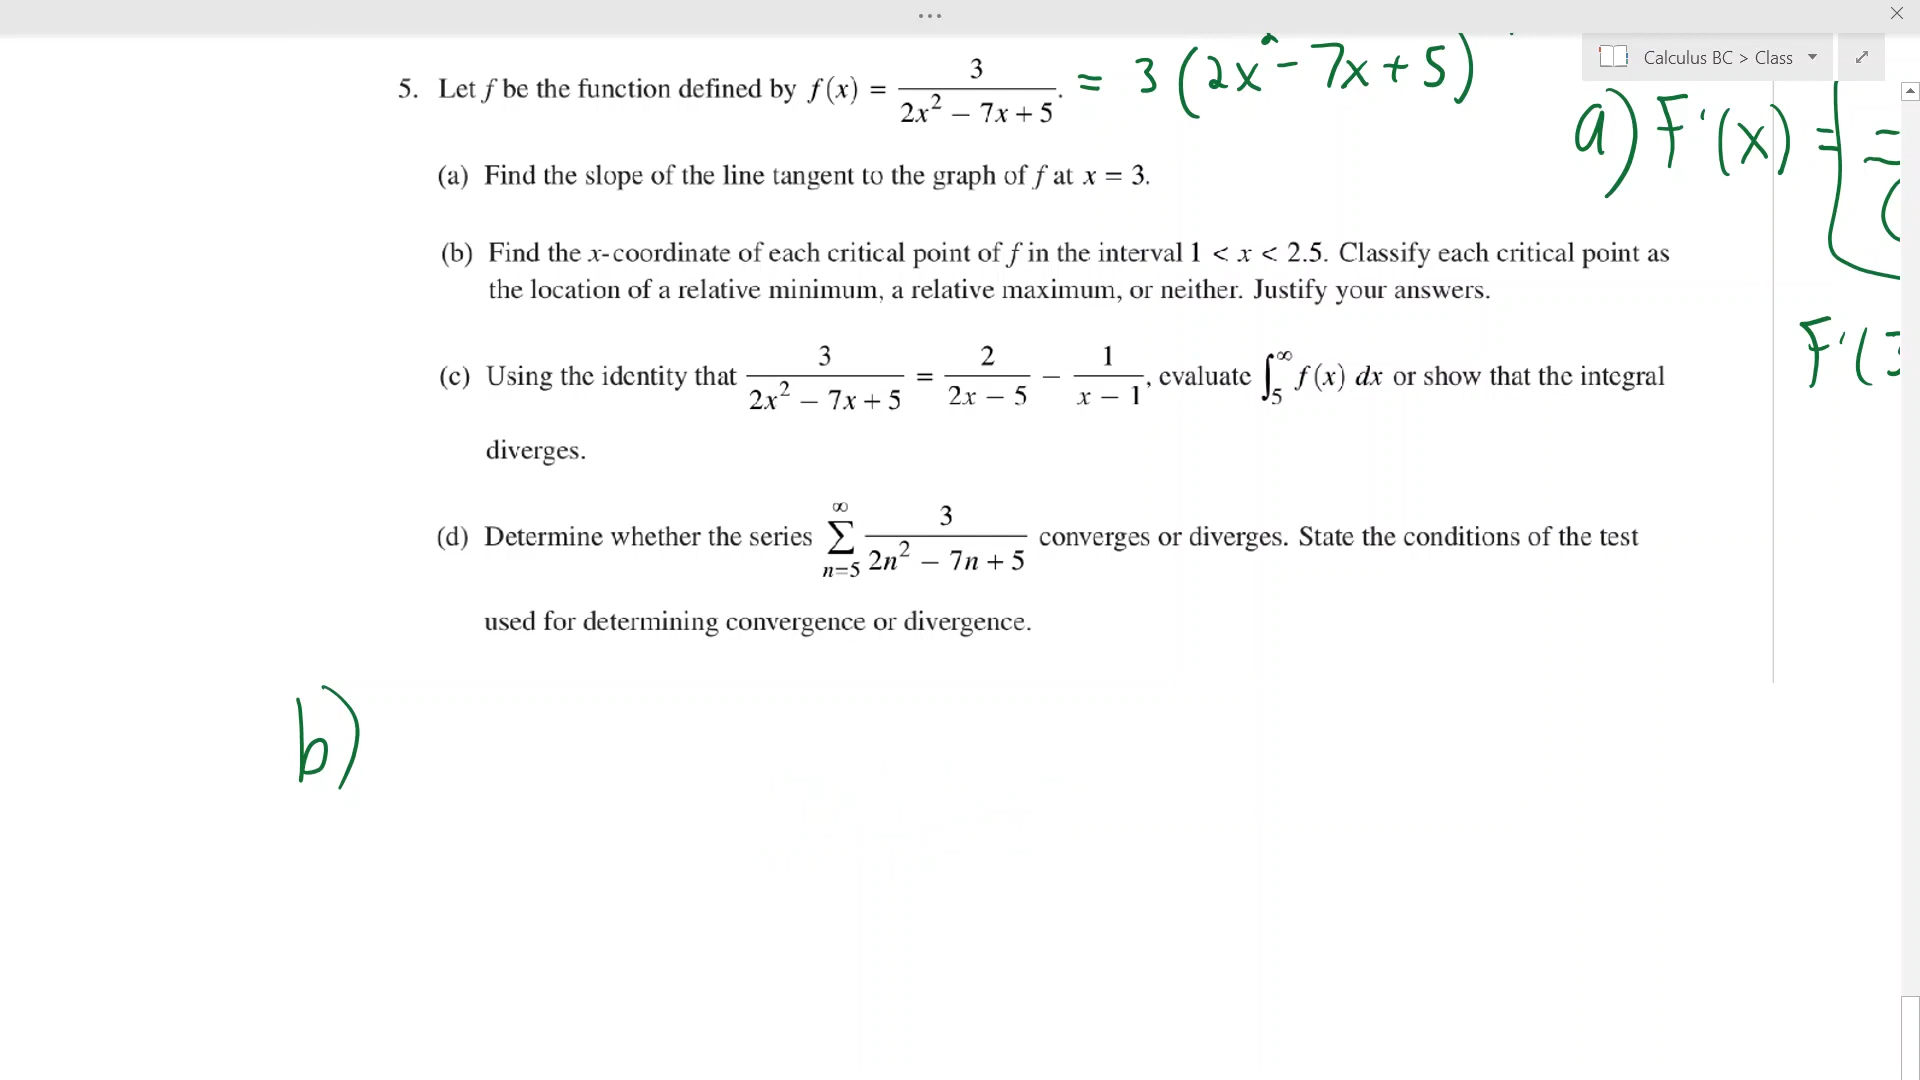 ...
Calculus BC > Class
5. Let f be the function defined by f(x) = 3/(2x² − 7x + 5). = 3(2x² - 7x + 5)
a) F'(x) = =
(a) Find the slope of the line tangent to the graph of f at x = 3.
(b) Find the x-coordinate of each critical point of f in the interval 1 < x < 2.5. Classify each critical point as
the location of a relative minimum, a relative maximum, or neither. Justify your answers.
F'(3
(c) Using the identity that 3/(2x² − 7x + 5) = 2/(2x − 5) − 1/(x − 1), evaluate ∫₅^∞ f(x) dx or show that the integral
diverges.
(d) Determine whether the series ∑_{n=5}^∞ 3/(2n² − 7n + 5) converges or diverges. State the conditions of the test
used for determining convergence or divergence.
b)